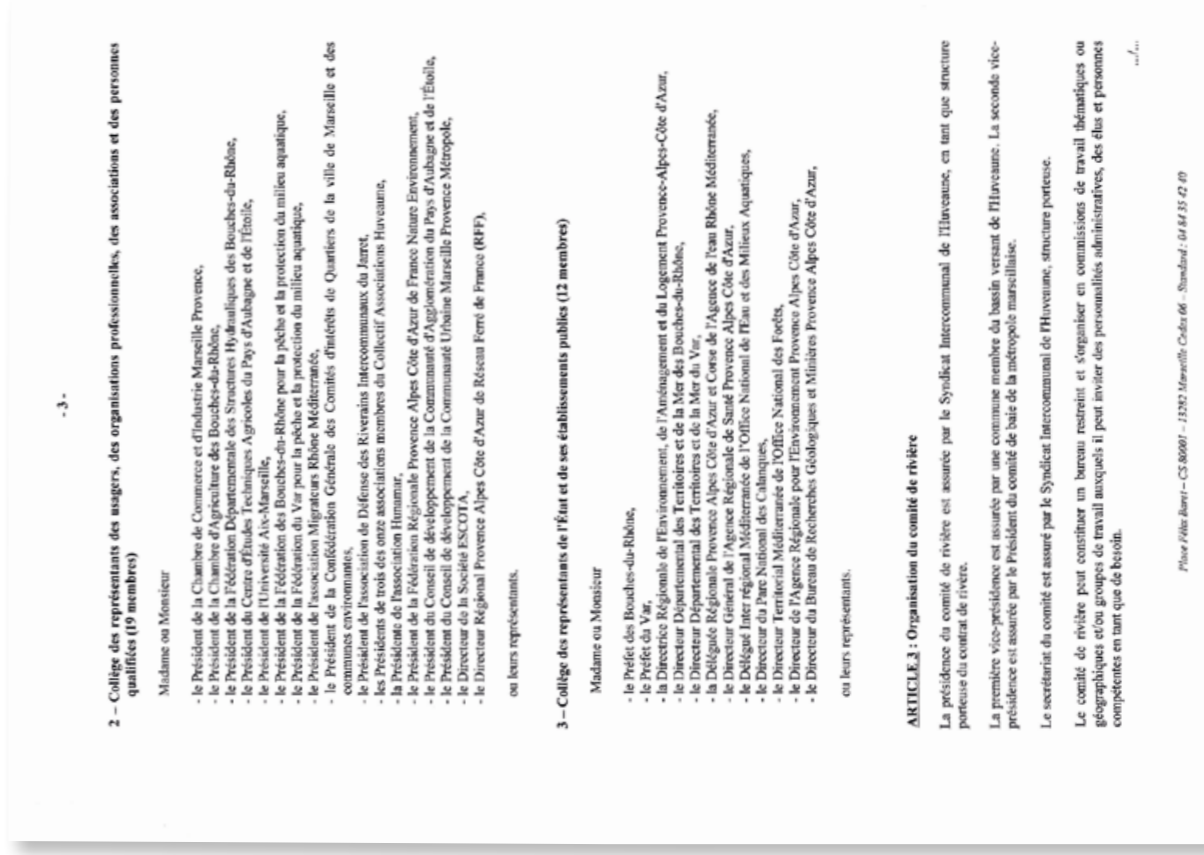 - 3 -
2 – Collège des représentants des usagers, des organisations professionnelles, des associations et des personnes
qualifiées (19 membres)
Madame ou Monsieur
- le Président de la Chambre de Commerce et d'Industrie Marseille Provence,
- le Président de la Chambre d'Agriculture des Bouches-du-Rhône,
- le Président de la Fédération Départementale des Structures Hydrauliques des Bouches-du-Rhône,
- le Président du Centre d'Études Techniques Agricoles du Pays d'Aubagne et de l'Étoile,
- le Président de l'Université Aix-Marseille,
- le Président de la Fédération des Bouches-du-Rhône pour la pêche et la protection du milieu aquatique,
- le Président de la Fédération du Var pour la pêche et la protection du milieu aquatique,
- le Président de l'association Migrateurs Rhône Méditerranée,
- le Président de la Confédération Générale des Comités d'intérêts de Quartiers de la ville de Marseille et des
communes environnantes,
- le Président de l'association de Défense des Riverains Intercommunaux du Jarret,
- les Présidents de trois des onze associations membres du Collectif Associations Huveaune,
- la Présidente de l'association Hunamar,
- le Président de la Fédération Régionale Provence Alpes Côte d'Azur de France Nature Environnement,
- le Président du Conseil de développement de la Communauté d'Agglomération du Pays d'Aubagne et de l'Étoile,
- le Président du Conseil de développement de la Communauté Urbaine Marseille Provence Métropole,
- le Directeur de la Société ESCOTA,
- le Directeur Régional Provence Alpes Côte d'Azur de Réseau Ferré de France (RFF),
ou leurs représentants.
3 – Collège des représentants de l'État et de ses établissements publics (12 membres)
Madame ou Monsieur
- le Préfet des Bouches-du-Rhône,
- le Préfet du Var,
- la Directrice Régionale de l'Environnement, de l'Aménagement et du Logement Provence-Alpes-Côte d'Azur,
- le Directeur Départemental des Territoires et de la Mer des Bouches-du-Rhône,
- le Directeur Départemental des Territoires et de la Mer du Var,
- la Déléguée Régionale Provence Alpes Côte d'Azur et Corse de l'Agence de l'eau Rhône Méditerranée,
- le Directeur Général de l'Agence Régionale de Santé Provence Alpes Côte d'Azur,
- le Délégué Inter régional Méditerranée de l'Office National de l'Eau et des Milieux Aquatiques,
- le Directeur du Parc National des Calanques,
- le Directeur Territorial Méditerranée de l'Office National des Forêts,
- le Directeur de l'Agence Régionale pour l'Environnement Provence Alpes Côte d'Azur,
- le Directeur du Bureau de Recherches Géologiques et Minières Provence Alpes Côte d'Azur,
ou leurs représentants.
ARTICLE 3 : Organisation du comité de rivière
La présidence du comité de rivière est assurée par le Syndicat Intercommunal de l'Huveaune, en tant que structure
porteuse du contrat de rivère.
La première vice-présidence est assurée par une commune membre du bassin versant de l'Huveaune. La seconde vice-
présidence est assurée par le Président du comité de baie de la métropole marseillaise.
Le secrétariat du comité est assuré par le Syndicat Intercommunal de l'Huveaune, structure porteuse.
Le comité de rivière peut constituer un bureau restreint et s'organiser en commissions de travail thématiques ou
géographiques et/ou groupes de travail auxquels il peut inviter des personnalités administratives, des élus et personnes
compétentes en tant que de besoin.
.../...
Place Félix Baret – CS 80001 – 13282 Marseille Cedex 06 – Standard : 04 84 35 42 40